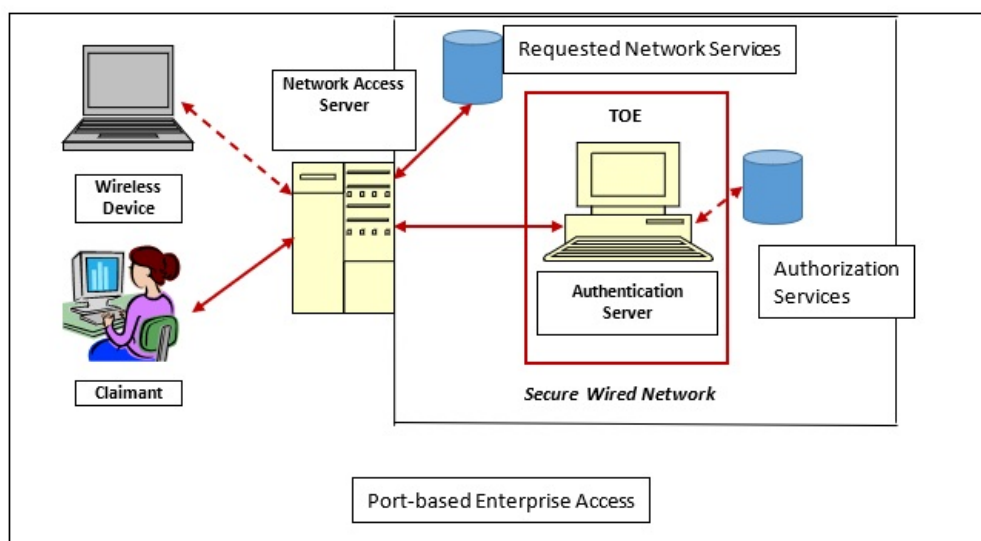 Requested Network Services
Network Access
Server
TOE
Wireless
Device
Authentication
Server
Authorization
Services
Claimant
Secure Wired Network
Port-based Enterprise Access